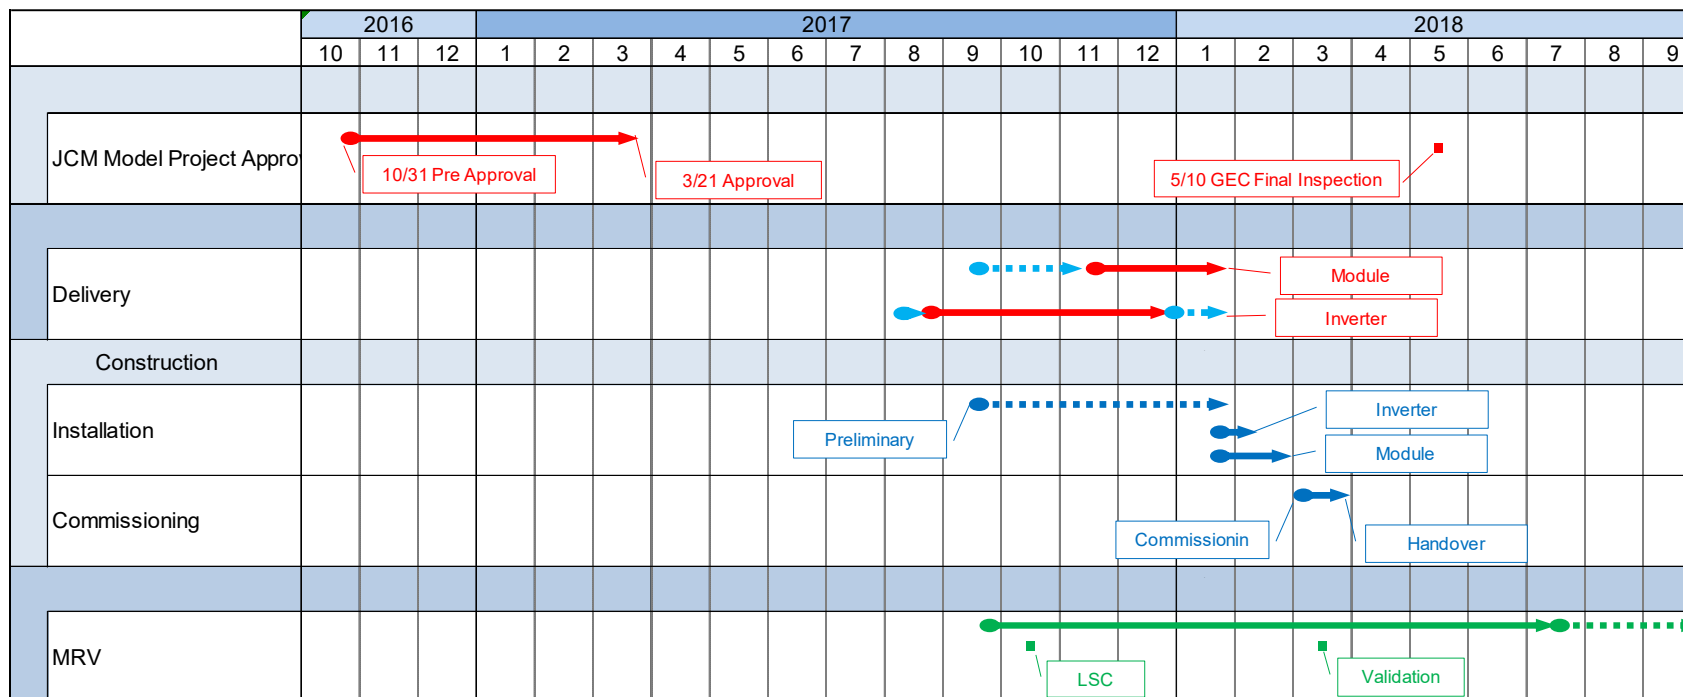 2016 2017 2018
10 11 12 1 2 3 4 5 6 7 8 9 10 11 12 1 2 3 4 5 6 7 8 9
JCM Model Project Approv
10/31 Pre Approval
3/21 Approval
5/10 GEC Final Inspection
Delivery
Module
Inverter
Construction
Installation
Preliminary
Inverter
Module
Commissioning
Commissionin
Handover
MRV
LSC
Validation